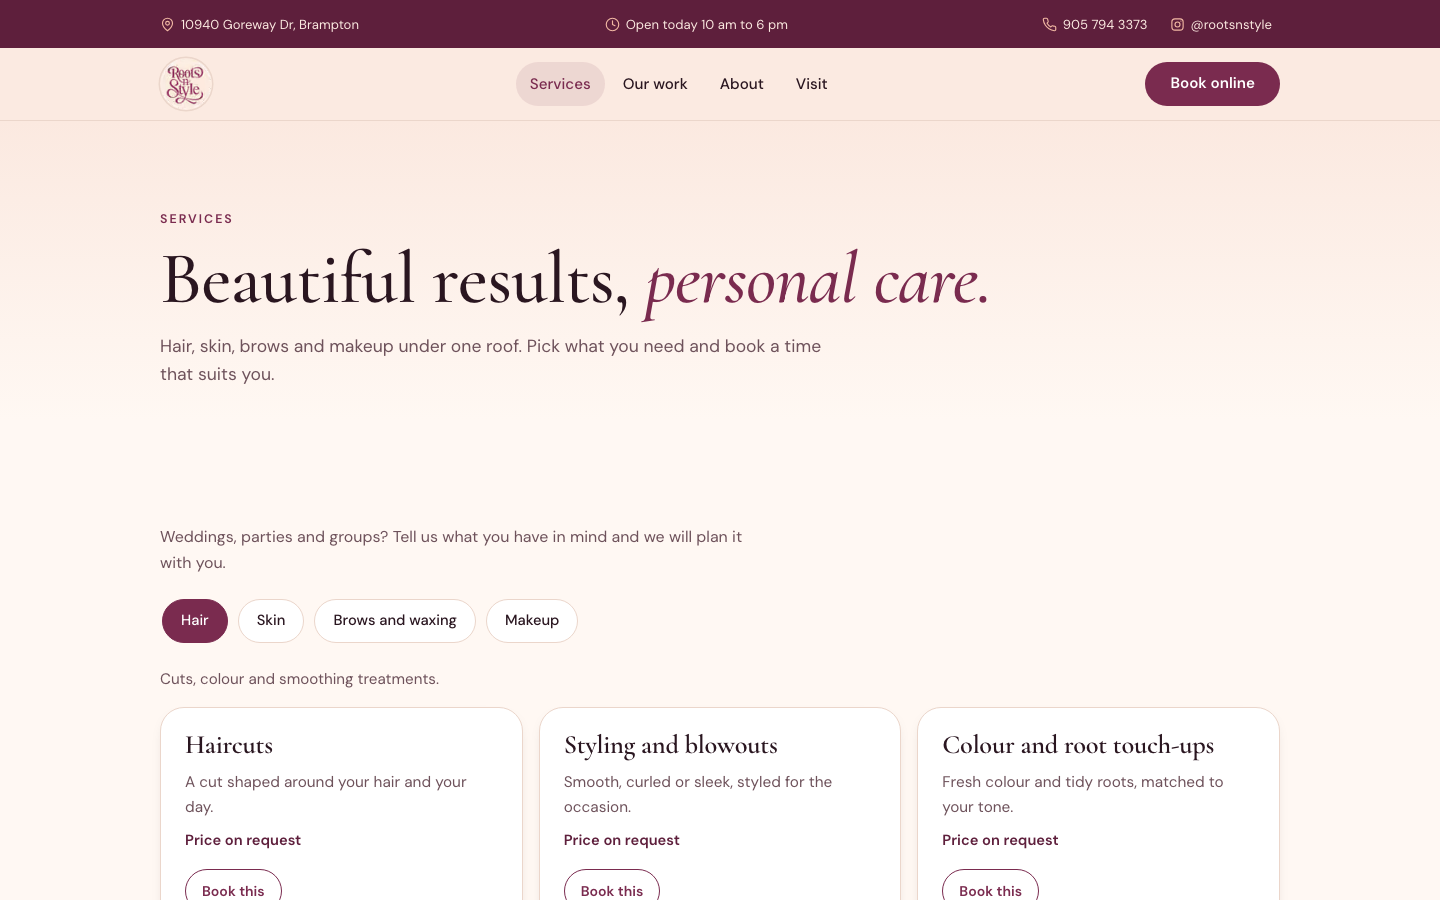 10940 Goreway Dr, Brampton
Open today 10 am to 6 pm
905 794 3373
@rootsnstyle
Roots
n
Style
Services
Our work
About
Visit
Book online
SERVICES
Beautiful results, personal care.
Hair, skin, brows and makeup under one roof. Pick what you need and book a time
that suits you.
Weddings, parties and groups? Tell us what you have in mind and we will plan it
with you.
Hair
Skin
Brows and waxing
Makeup
Cuts, colour and smoothing treatments.
Haircuts
A cut shaped around your hair and your
day.
Price on request
Book this
Styling and blowouts
Smooth, curled or sleek, styled for the
occasion.
Price on request
Book this
Colour and root touch-ups
Fresh colour and tidy roots, matched to
your tone.
Price on request
Book this